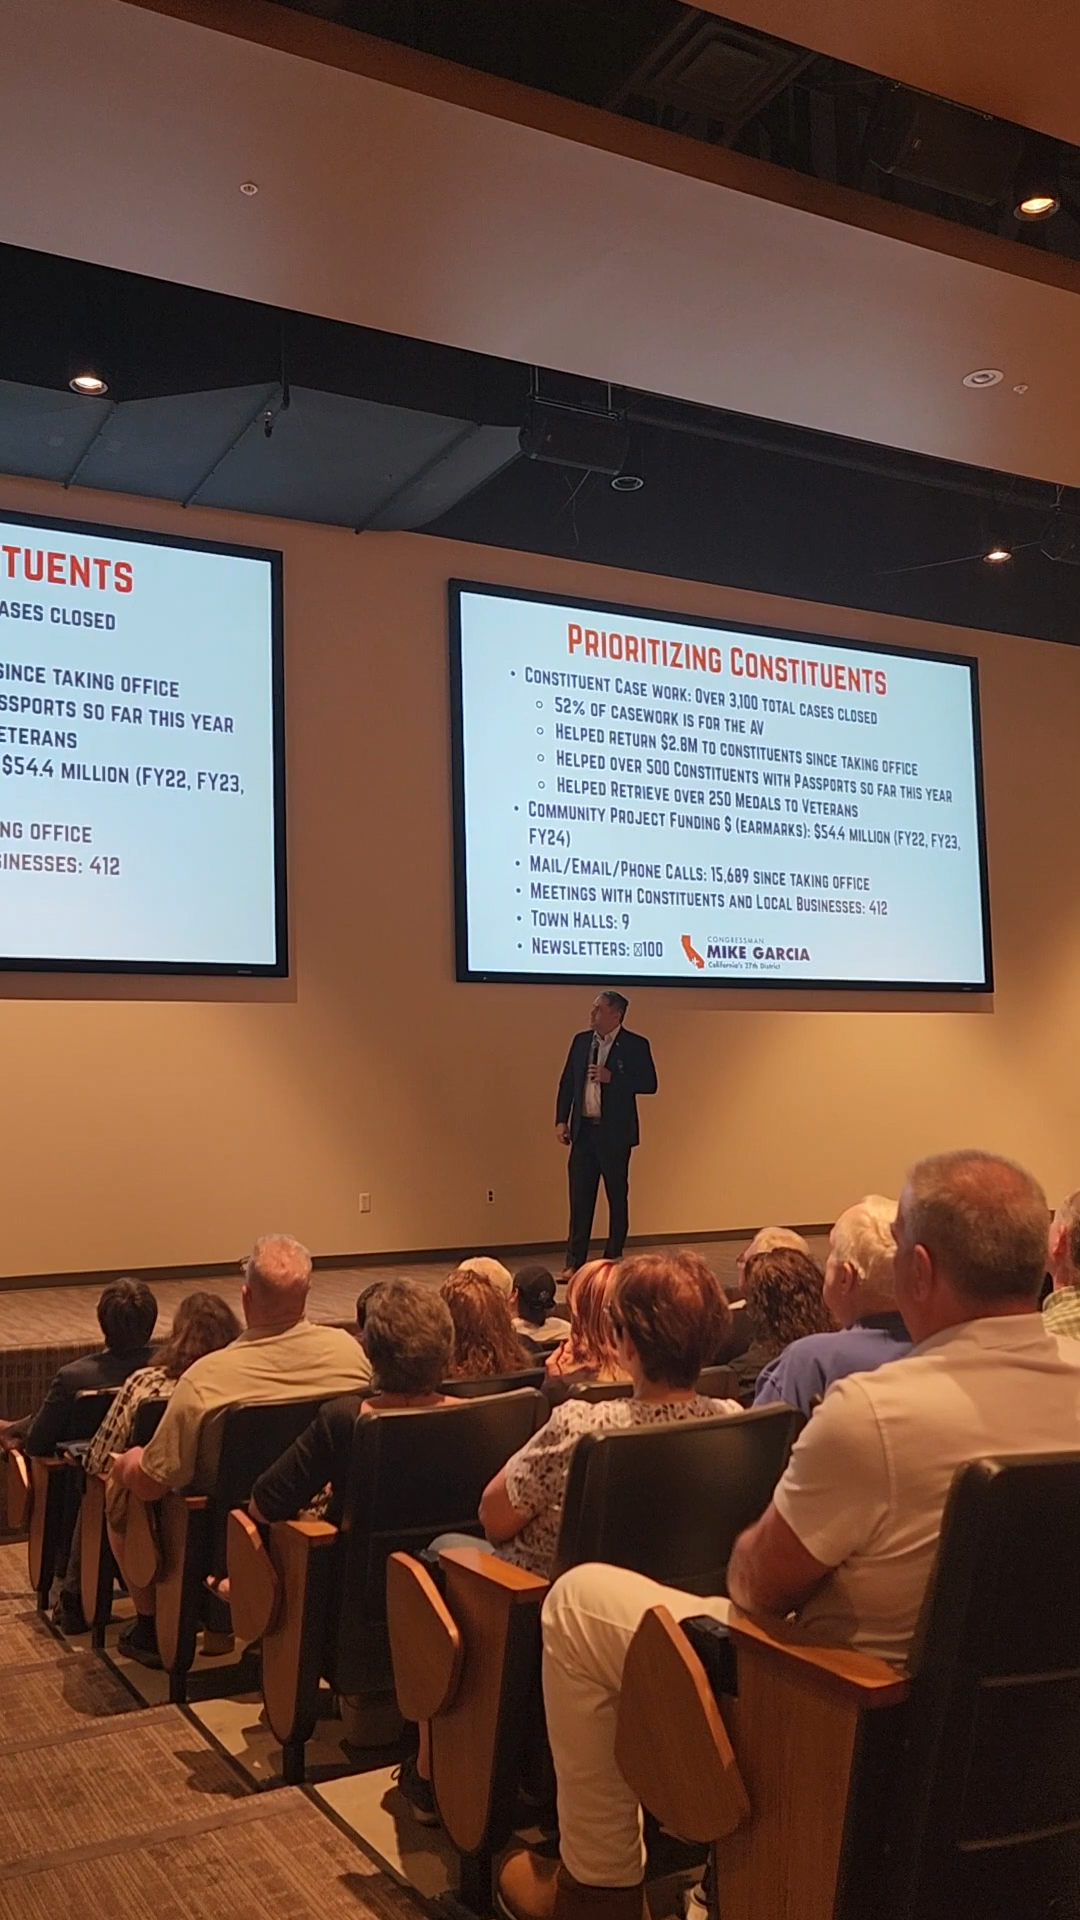 TUENTS
ASES CLOSED
SINCE TAKING OFFICE
SSPORTS SO FAR THIS YEAR
ETERANS
$54.4 MILLION (FY22, FY23,
NG OFFICE
SINESSES: 412
PRIORITIZING CONSTITUENTS
• CONSTITUENT CASE WORK: OVER 3,100 TOTAL CASES CLOSED
○ 52% OF CASEWORK IS FOR THE AV
○ HELPED RETURN $2.8M TO CONSTITUENTS SINCE TAKING OFFICE
○ HELPED OVER 500 CONSTITUENTS WITH PASSPORTS SO FAR THIS YEAR
○ HELPED RETRIEVE OVER 250 MEDALS TO VETERANS
• COMMUNITY PROJECT FUNDING $ (EARMARKS): $54.4 MILLION (FY22, FY23,
FY24)
• MAIL/EMAIL/PHONE CALLS: 15,689 SINCE TAKING OFFICE
• MEETINGS WITH CONSTITUENTS AND LOCAL BUSINESSES: 412
• TOWN HALLS: 9
• NEWSLETTERS: 100
CONGRESSMAN
MIKE GARCIA
California's 27th District